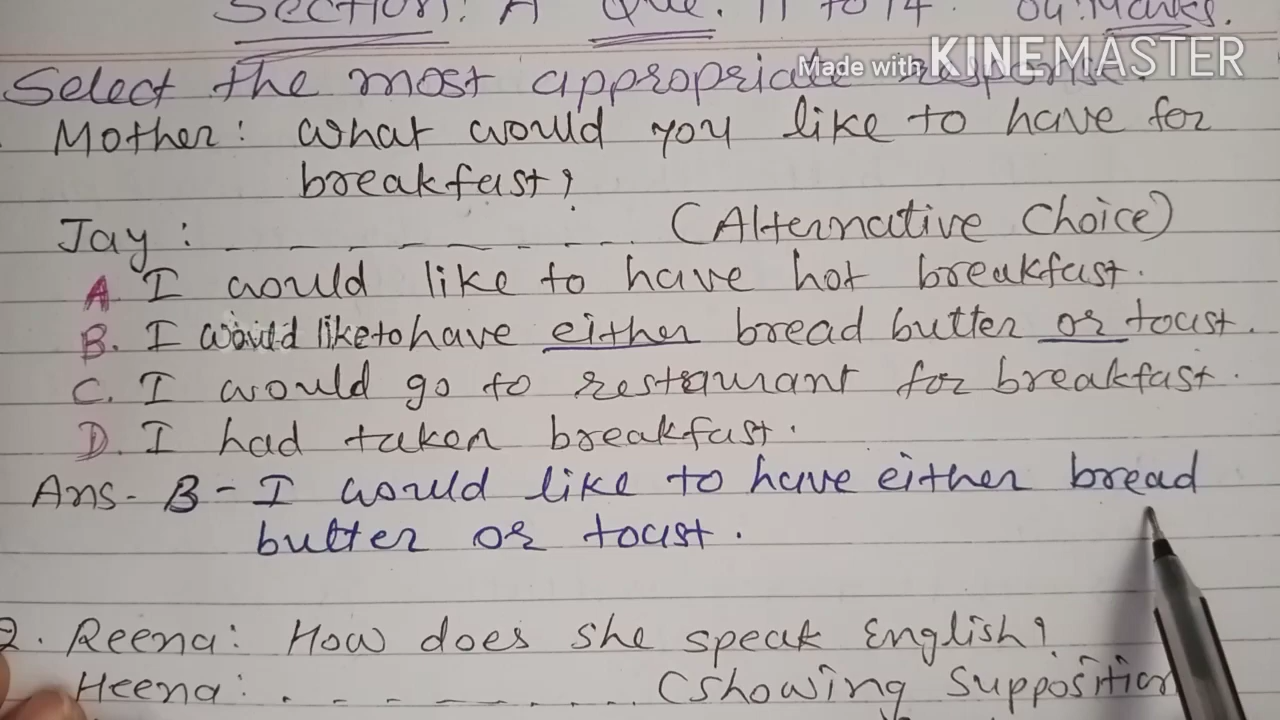 Section: A Que. 11 to 14. 04 Marks.
Made with KINEMASTER
Select the most appropriate response.
Mother: What would you like to have for
breakfast?
Jay: __________ (Alternative Choice)
A. I would like to have hot breakfast.
B. I would like to have either bread butter or toast.
C. I would go to restaurant for breakfast.
D. I had taken breakfast.
Ans- B - I would like to have either bread
butter or toast.
2. Reena: How does she speak English?
Heena: . _ _ _ _ _ . . . . (Showing Supposition